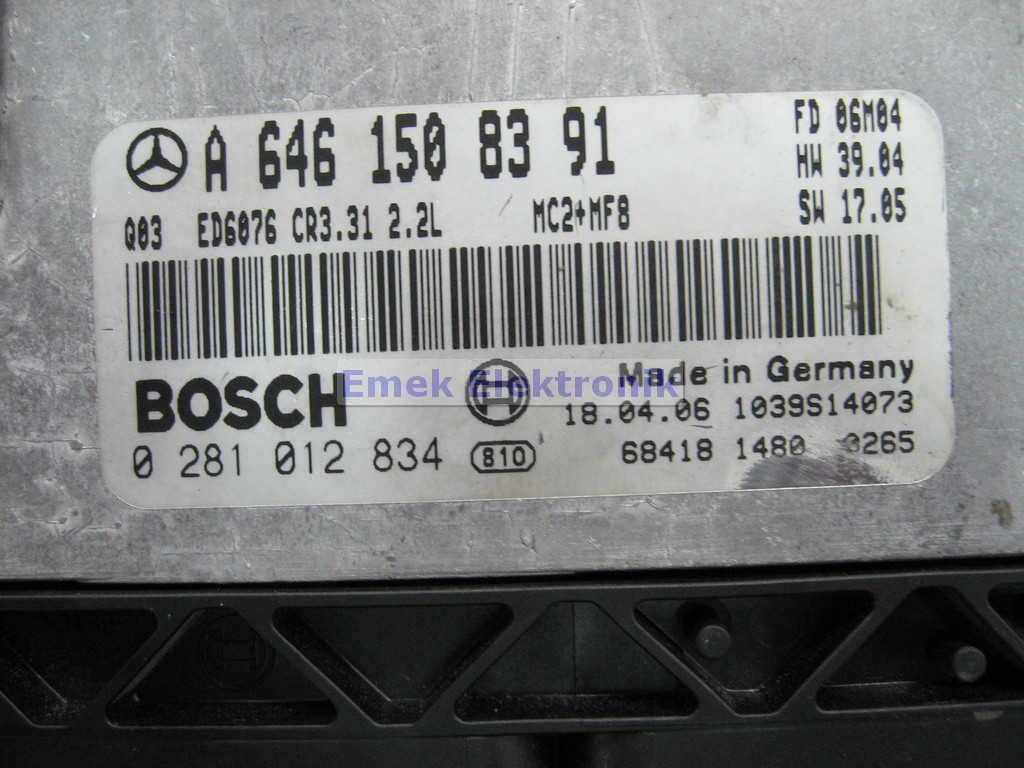 A 646 150 83 91
FD 06M04
HW 39.04
SW 17.05
Q03 ED6076 CR3.31 2.2L MC2+MF8
BOSCH
Emek Elektronik
Made in Germany
18.04.06 1039S14073
0 281 012 834 810
68418 1480 265